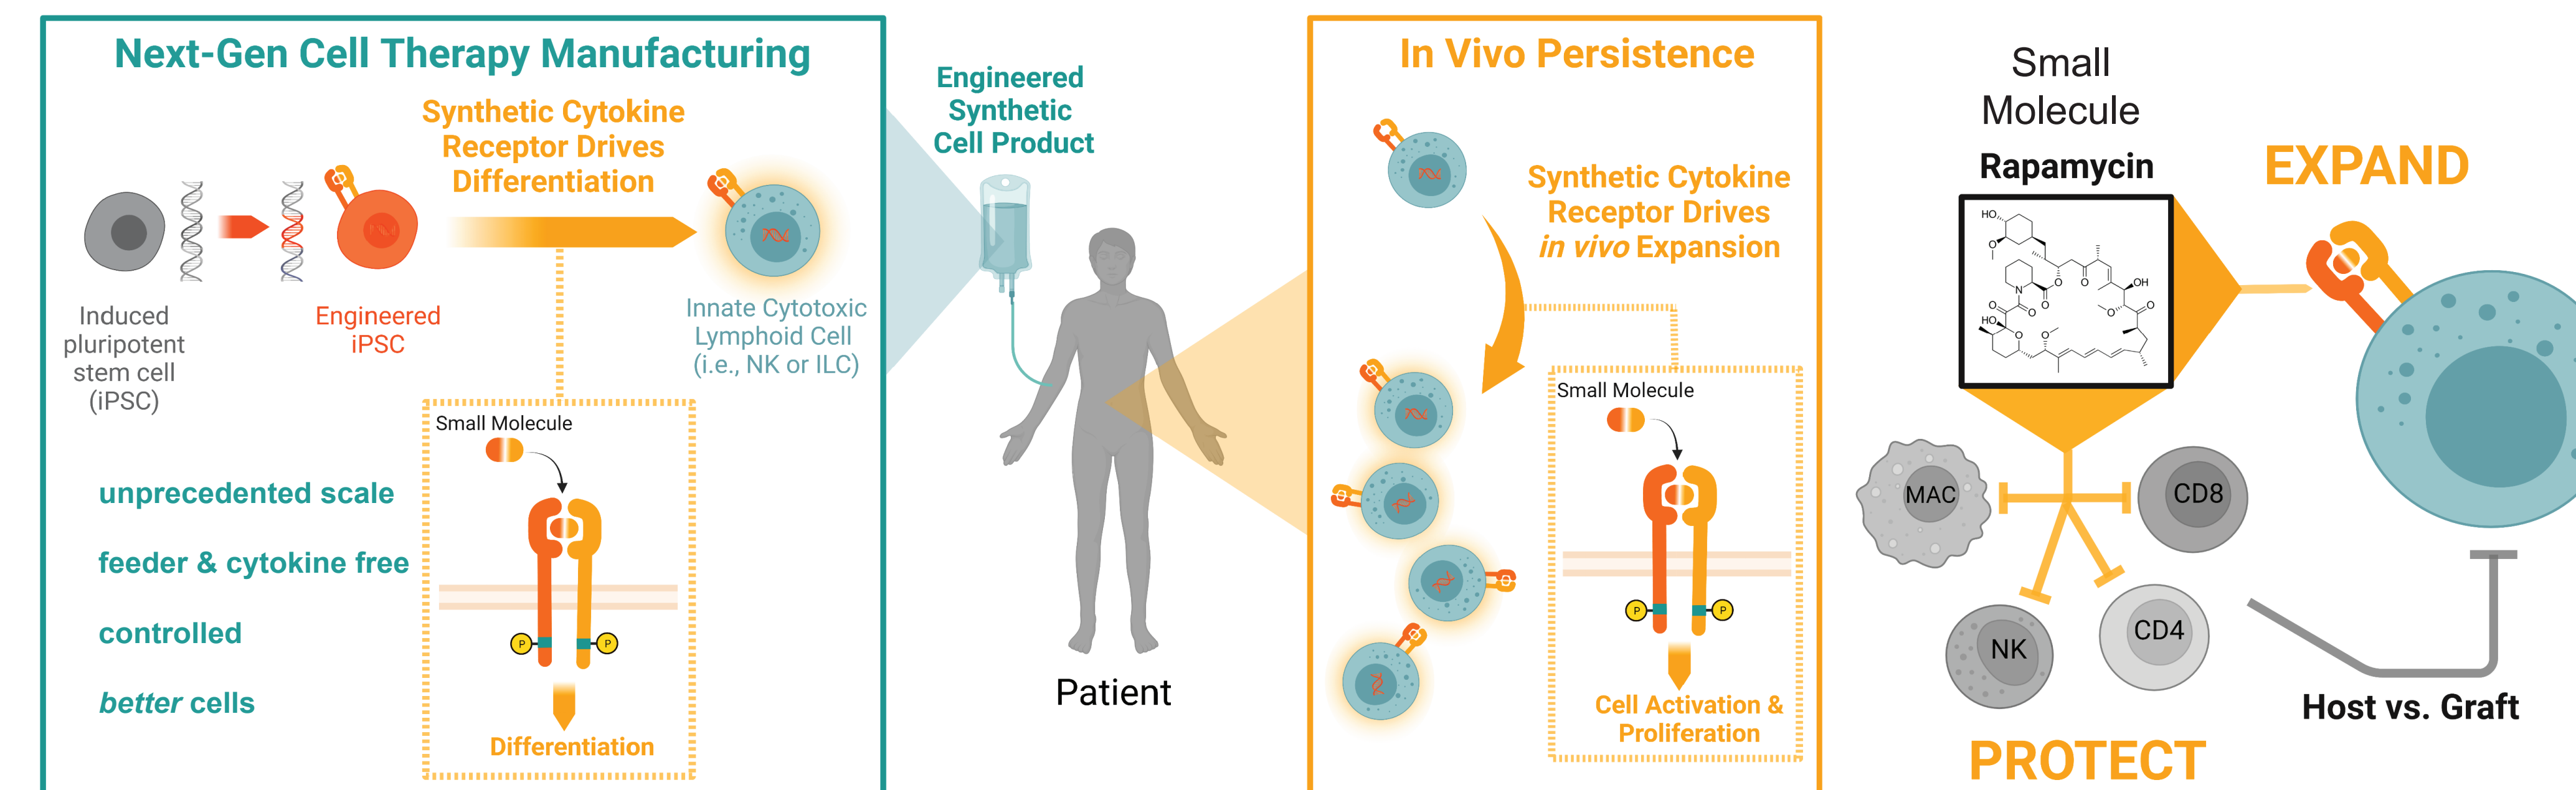 Next-Gen Cell Therapy Manufacturing
Synthetic Cytokine
Receptor Drives
Differentiation
Induced
pluripotent
stem cell
(iPSC)
Engineered
iPSC
Innate Cytotoxic
Lymphoid Cell
(i.e., NK or ILC)
unprecedented scale
feeder & cytokine free
controlled
better cells
Small Molecule
P
P
Differentiation
Engineered
Synthetic
Cell Product
Patient
In Vivo Persistence
Synthetic Cytokine
Receptor Drives
in vivo Expansion
Small Molecule
P
P
Cell Activation &
Proliferation
Small
Molecule
Rapamycin
HO
O
O
O
OH
N
O
O
O
O
O
HO
O
O
EXPAND
MAC
CD8
NK
CD4
PROTECT
Host vs. Graft